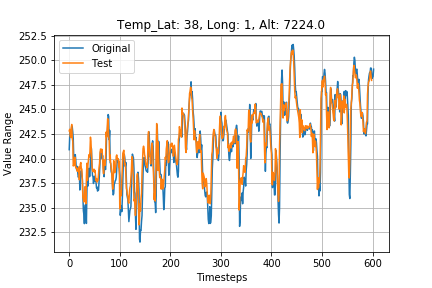 Temp_Lat: 38, Long: 1, Alt: 7224.0
Original
Test
Value Range
252.5
250.0
247.5
245.0
242.5
240.0
237.5
235.0
232.5
0 100 200 300 400 500 600
Timesteps